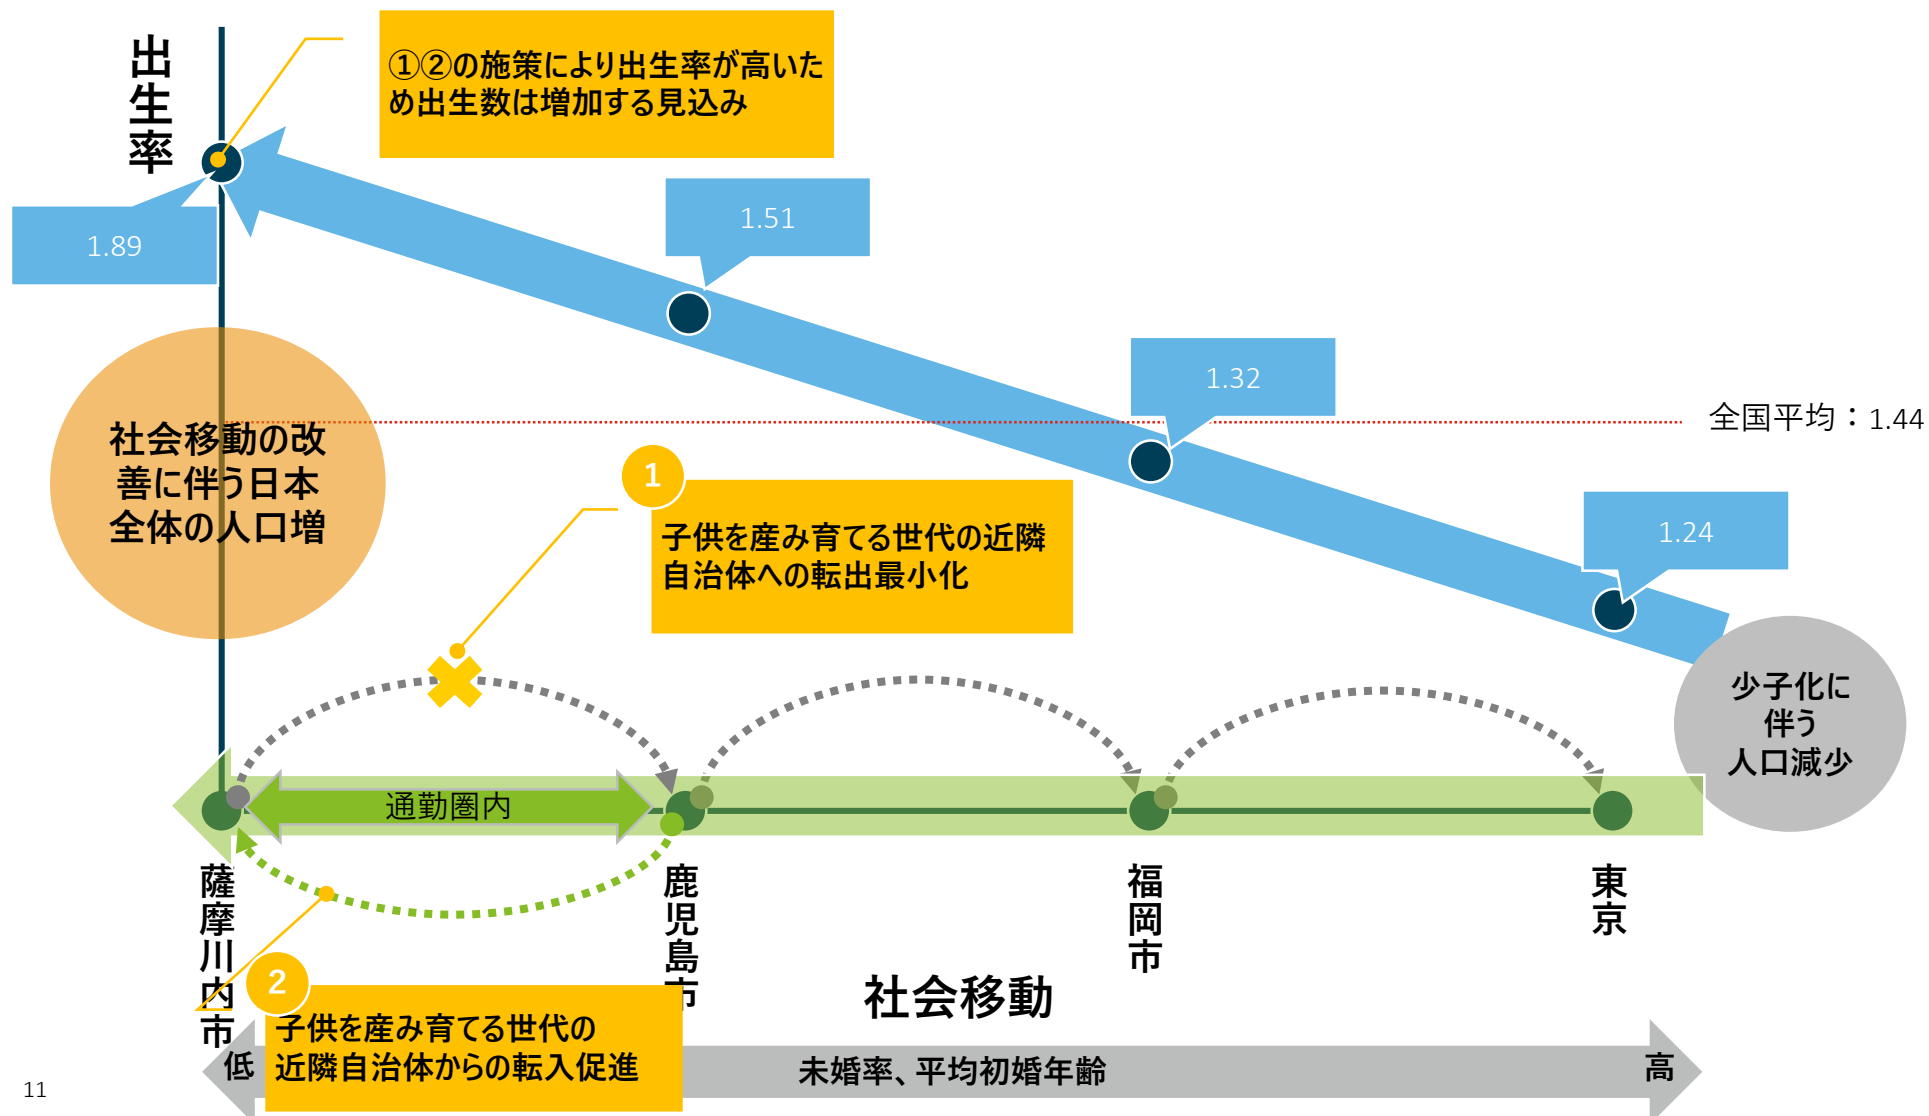 出生率
①②の施策により出生率が高いた
め出生数は増加する見込み
1.89
1.51
1.32
1.24
全国平均：1.44
社会移動の改
善に伴う日本
全体の人口増
1
子供を産み育てる世代の近隣
自治体への転出最小化
少子化に
伴う
人口減少
通勤圏内
薩摩川内市
鹿児島市
福岡市
東京
2
子供を産み育てる世代の
近隣自治体からの転入促進
社会移動
低
未婚率、平均初婚年齢
高
11